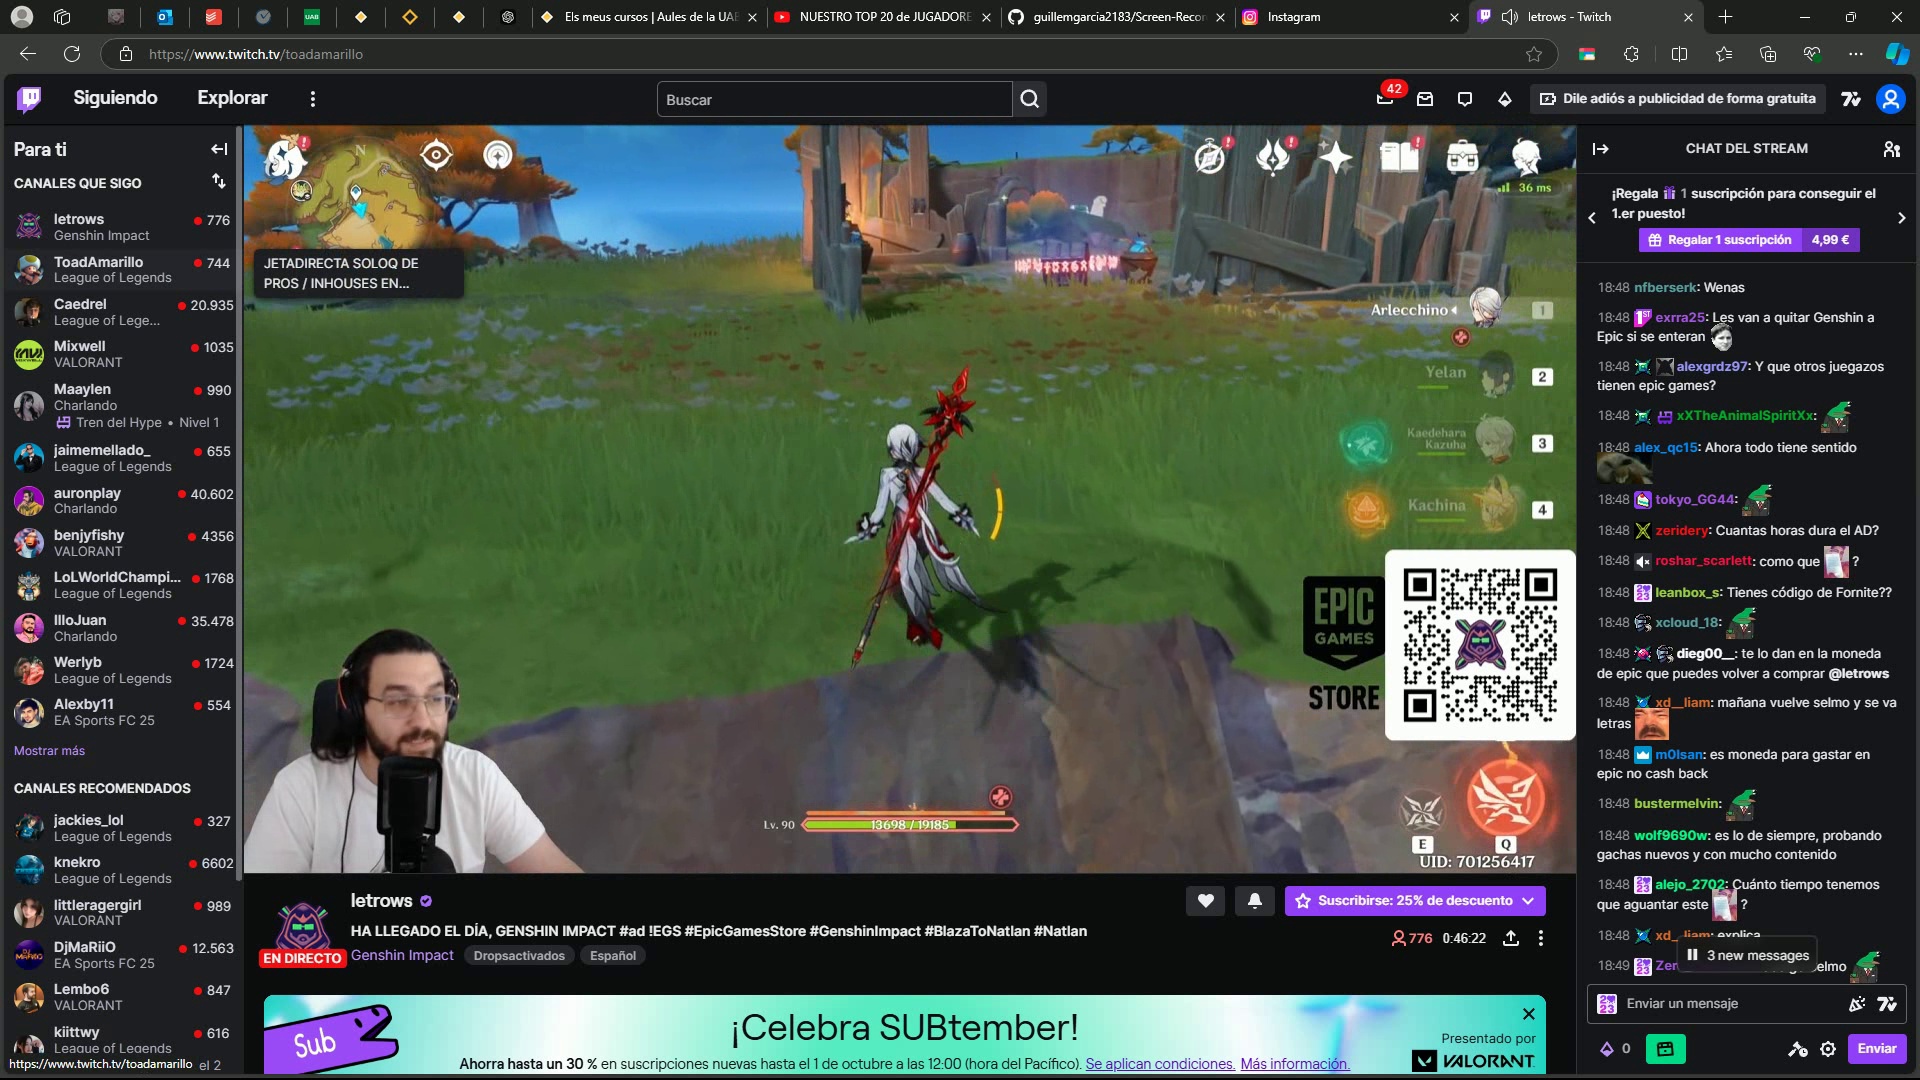 Els meus cursos | Aules de la UAB
NUESTRO TOP 20 de JUGADORE
guillemgarcia2183/Screen-Recor
Instagram
letrows - Twitch
https://www.twitch.tv/toadamarillo
Siguiendo
Explorar
Buscar
42
Dile adiós a publicidad de forma gratuita
Para ti
CANALES QUE SIGO
letrows
776
Genshin Impact
ToadAmarillo
744
League of Legends
Caedrel
20.935
League of Lege...
Mixwell
1035
VALORANT
Maaylen
990
Charlando
Tren del Hype • Nivel 1
jaimemellado_
655
League of Legends
auronplay
40.602
Charlando
benjyfishy
4356
VALORANT
LoLWorldChampi...
1768
League of Legends
IlloJuan
35.478
Charlando
Werlyb
1724
League of Legends
Alexby11
554
EA Sports FC 25
Mostrar más
CANALES RECOMENDADOS
jackies_lol
327
League of Legends
knekro
6602
League of Legends
littleragergirl
989
VALORANT
DjMaRiiO
12.563
EA Sports FC 25
Lembo6
847
VALORANT
kiittwy
616
League of Legends
https://www.twitch.tv/toadamarillo
el 2
N
JETADIRECTA SOLOQ DE
PROS / INHOUSES EN...
36 ms
Arlecchino
1
Yelan
2
Kaedehara
Kazuha
3
Kachina
4
EPIC
GAMES
STORE
Lv. 90
13698 / 19185
E
Q
UID: 701256417
letrows
Suscribirse: 25% de descuento
HA LLEGADO EL DÍA, GENSHIN IMPACT #ad !EGS #EpicGamesStore #GenshinImpact #BlazaToNatlan #Natlan
776
0:46:22
EN DIRECTO
Genshin Impact
Dropsactivados
Español
Sub
¡Celebra SUBtember!
Ahorra hasta un 30 % en suscripciones nuevas hasta el 1 de octubre a las 12:00 (hora del Pacífico). Se aplican condiciones. Más información.
Presentado por
VALORANT
CHAT DEL STREAM
¡Regala 1 suscripción para conseguir el
1.er puesto!
Regalar 1 suscripción
4,99 €
18:48 nfberserk: Wenas
18:48 1ST exrra25: Les van a quitar Genshin a
Epic si se enteran
18:48 alexgrdz97: Y que otros juegazos
tienen epic games?
18:48 xXTheAnimalSpiritXx:
18:48 alex_qc15: Ahora todo tiene sentido
18:48 tokyo_GG44:
18:48 zeridery: Cuantas horas dura el AD?
18:48 roshar_scarlett: como que ?
18:48 leanbox_s: Tienes código de Fornite??
18:48 xcloud_18:
18:48 dieg00__: te lo dan en la moneda
de epic que puedes volver a comprar @letrows
18:48 xd__liam: mañana vuelve selmo y se va
letras
18:48 m0lsan: es moneda para gastar en
epic no cash back
18:48 bustermelvin:
18:48 wolf9690w: es lo de siempre, probando
gachas nuevos y con mucho contenido
18:48 alejo_2702: Cuánto tiempo tenemos
que aguantar este ?
18:48 xd__liam: explica
3 new messages
18:49 Zer
elmo
Enviar un mensaje
0
Enviar